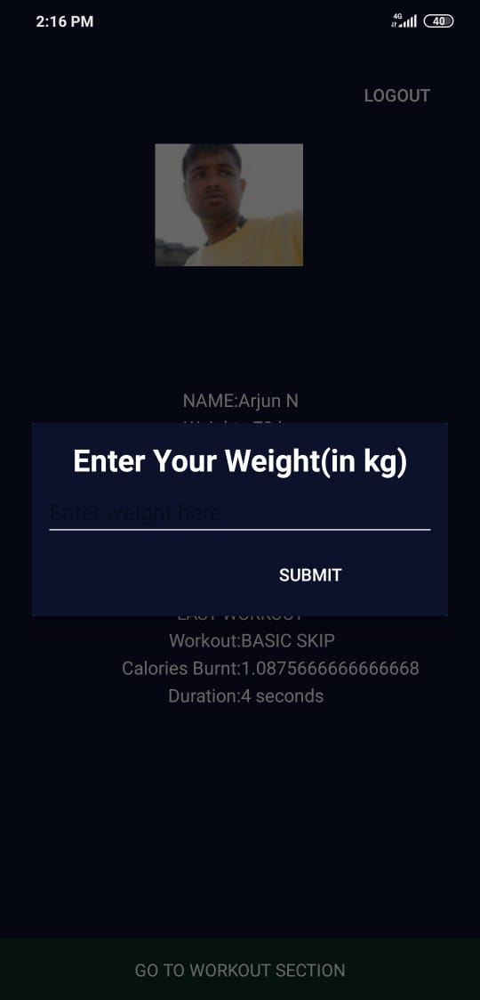 2:16 PM
4G
40
LOGOUT
NAME:Arjun N
Enter Your Weight(in kg)
Enter weight here
SUBMIT
LAST WORKOUT
Workout:BASIC SKIP
Calories Burnt:1.0875666666666668
Duration:4 seconds
GO TO WORKOUT SECTION